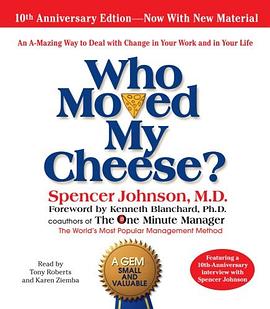 10th Anniversary Edition—Now With New Material
An A-Mazing Way to Deal with Change in Your Work and in Your Life
Who
Moved
My
Cheese?
Spencer Johnson, M.D.
Foreword by Kenneth Blanchard, Ph.D.
coauthors of The One Minute Manager
The World's Most Popular Management Method
Read by
Tony Roberts
and Karen Ziemba
A GEM
SMALL AND
VALUABLE
Featuring a
10th-Anniversary
interview with
Spencer Johnson